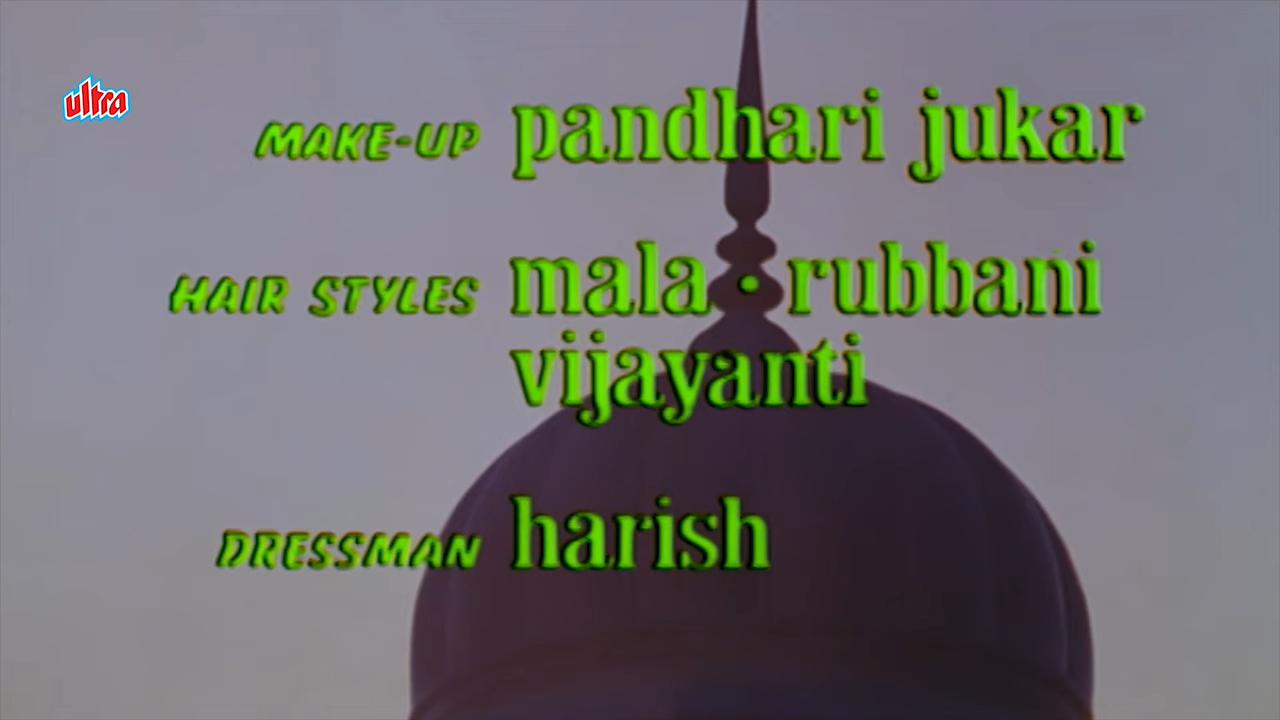 ultra
MAKE-UP pandhari jukar
HAIR STYLES mala • rubbani
vijayanti
DRESSMAN harish